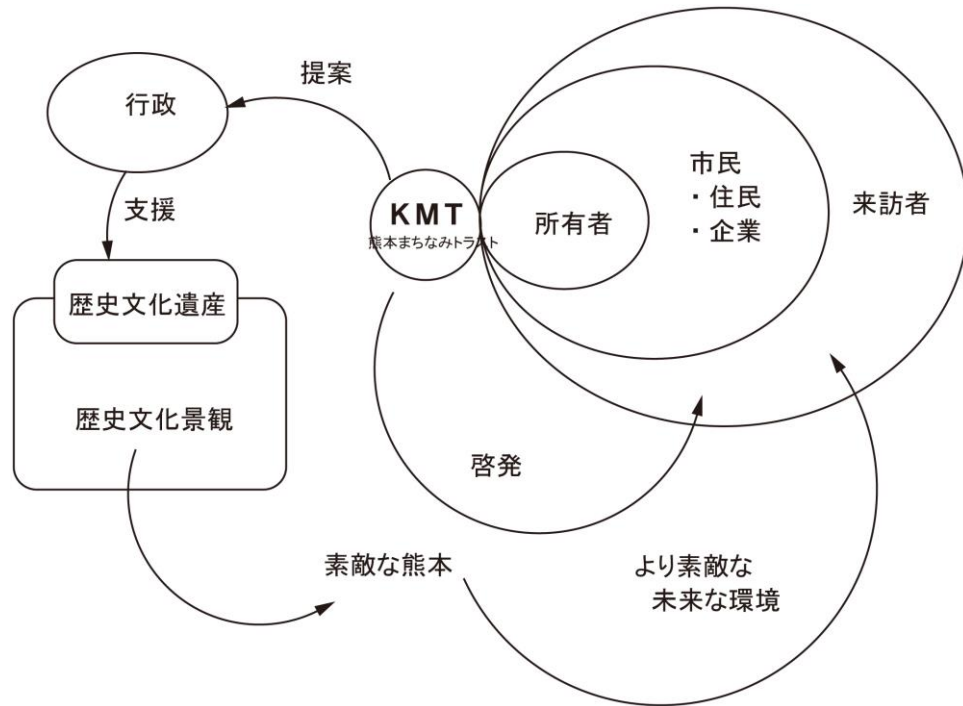 提案
行政
支援
KMT
熊本まちなみトラスト
所有者
市民
・住民
・企業
来訪者
歴史文化遺産
歴史文化景観
啓発
素敵な熊本
より素敵な
未来な環境